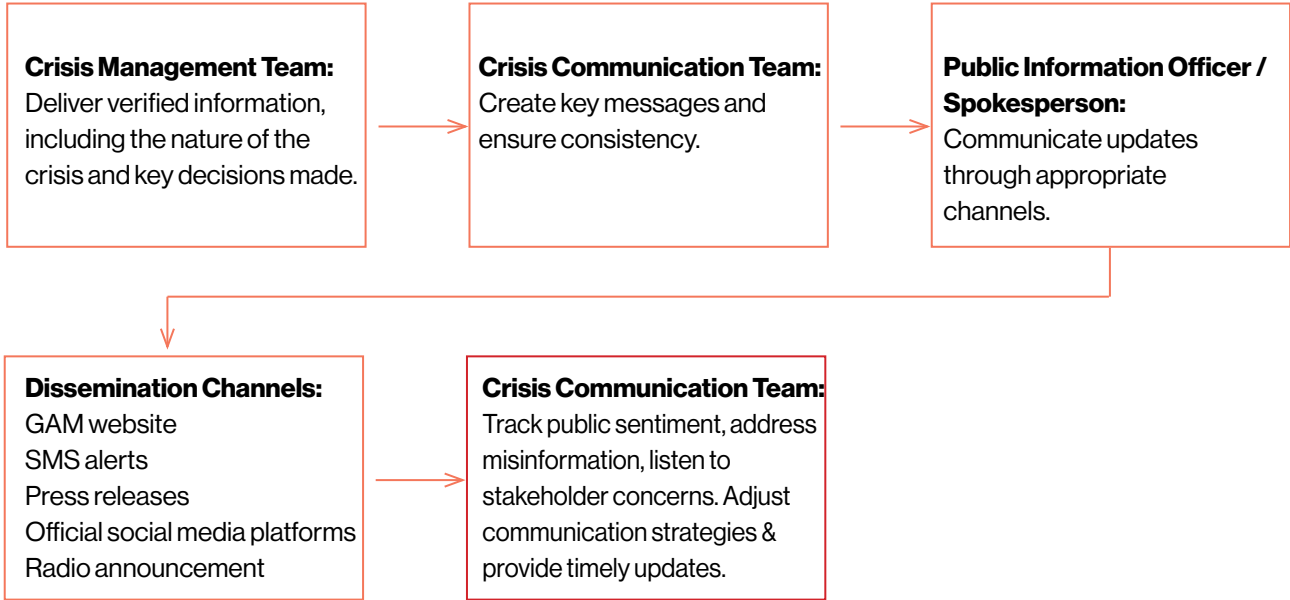 Crisis Management Team:
Deliver verified information,
including the nature of the
crisis and key decisions made.
Crisis Communication Team:
Create key messages and
ensure consistency.
Public Information Officer /
Spokesperson:
Communicate updates
through appropriate
channels.
Dissemination Channels:
GAM website
SMS alerts
Press releases
Official social media platforms
Radio announcement
Crisis Communication Team:
Track public sentiment, address
misinformation, listen to
stakeholder concerns. Adjust
communication strategies &
provide timely updates.